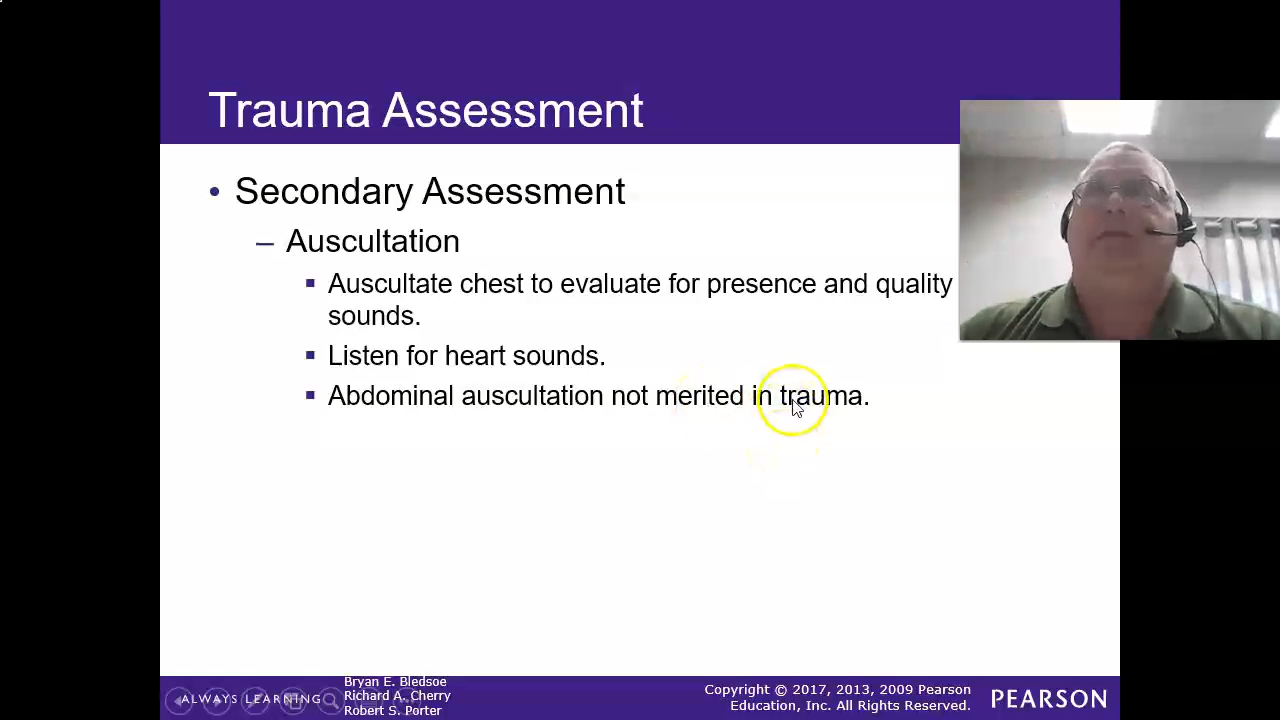 Trauma Assessment
• Secondary Assessment
– Auscultation
▪ Auscultate chest to evaluate for presence and quality
sounds.
▪ Listen for heart sounds.
▪ Abdominal auscultation not merited in trauma.
ALWAYS LEARNING
Bryan E. Bledsoe
Richard A. Cherry
Robert S. Porter
Copyright © 2017, 2013, 2009 Pearson
Education, Inc. All Rights Reserved.
PEARSON